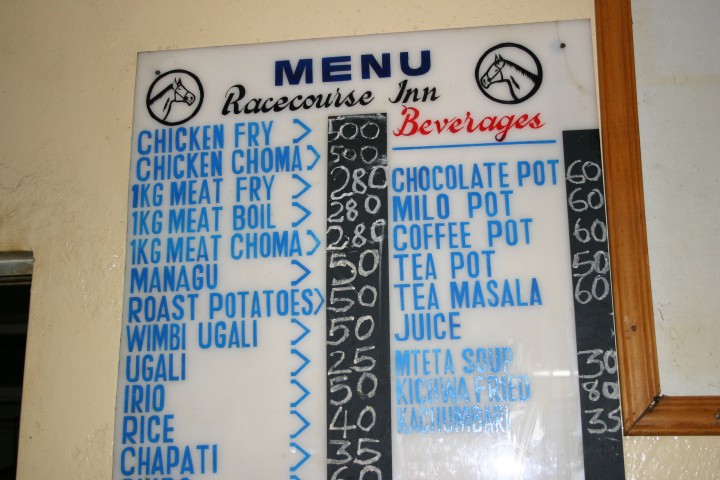 MENU
Racecourse Inn
CHICKEN FRY > 500
CHICKEN CHOMA > 500
1KG MEAT FRY > 280
1KG MEAT BOIL > 280
1KG MEAT CHOMA > 280
MANAGU > 50
ROAST POTATOES > 50
WIMBI UGALI > 50
UGALI > 25
IRIO > 50
RICE > 40
CHAPATI > 35
Beverages
CHOCOLATE POT 60
MILO POT 60
COFFEE POT 60
TEA POT 50
TEA MASALA 60
JUICE
MTETA SOUP 30
KICHWA FRIED 80
KACHUMBARI 35